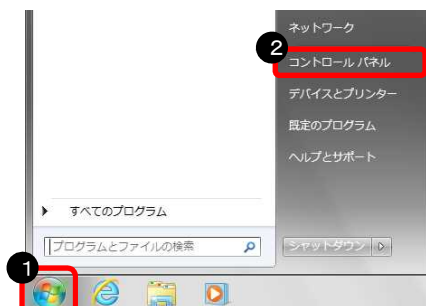 ネットワーク
2
コントロール パネル
デバイスとプリンター
既定のプログラム
ヘルプとサポート
すべてのプログラム
プログラムとファイルの検索
シャットダウン
1